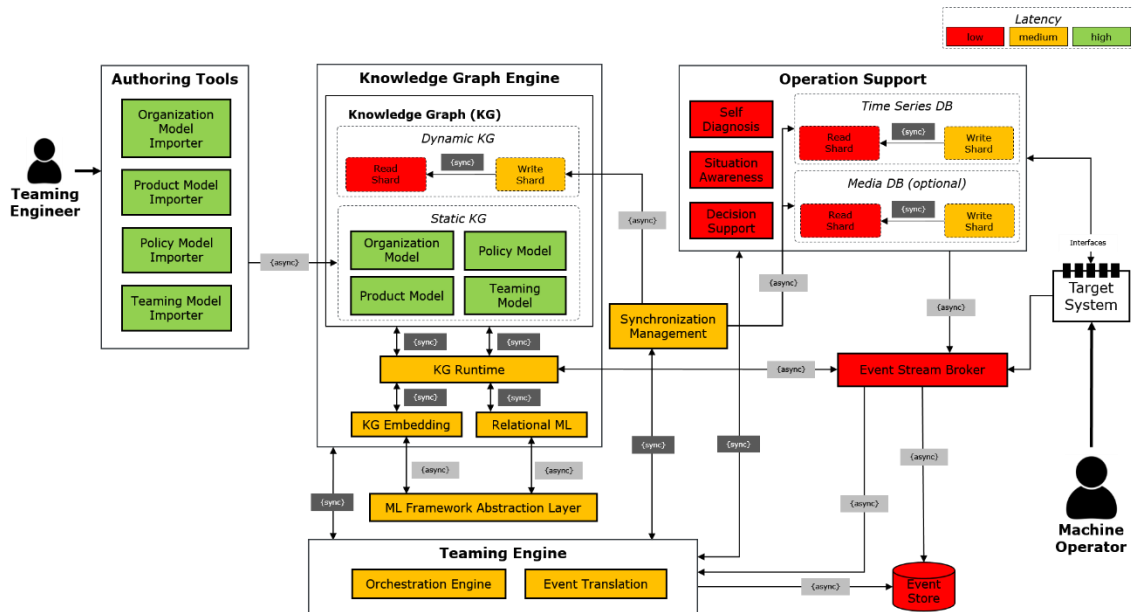 Latency
low
medium
high
Authoring Tools
Organization
Model
Importer
Product Model
Importer
Policy Model
Importer
Teaming Model
Importer
Teaming
Engineer
{async}
Knowledge Graph Engine
Knowledge Graph (KG)
Dynamic KG
Read
Shard
{sync}
Write
Shard
Static KG
Organization
Model
Policy Model
Product Model
Teaming
Model
{sync}
{sync}
KG Runtime
{sync}
{sync}
KG Embedding
Relational ML
{async}
{async}
ML Framework Abstraction Layer
{sync}
Teaming Engine
Orchestration Engine
Event Translation
{async}
Synchronization
Management
{sync}
{async}
{sync}
Operation Support
Self
Diagnosis
Situation
Awareness
Decision
Support
Time Series DB
Read
Shard
{sync}
Write
Shard
Media DB (optional)
Read
Shard
{sync}
Write
Shard
{async}
{async}
Event Stream Broker
{async}
{async}
{async}
Event
Store
Interfaces
Target
System
Machine
Operator